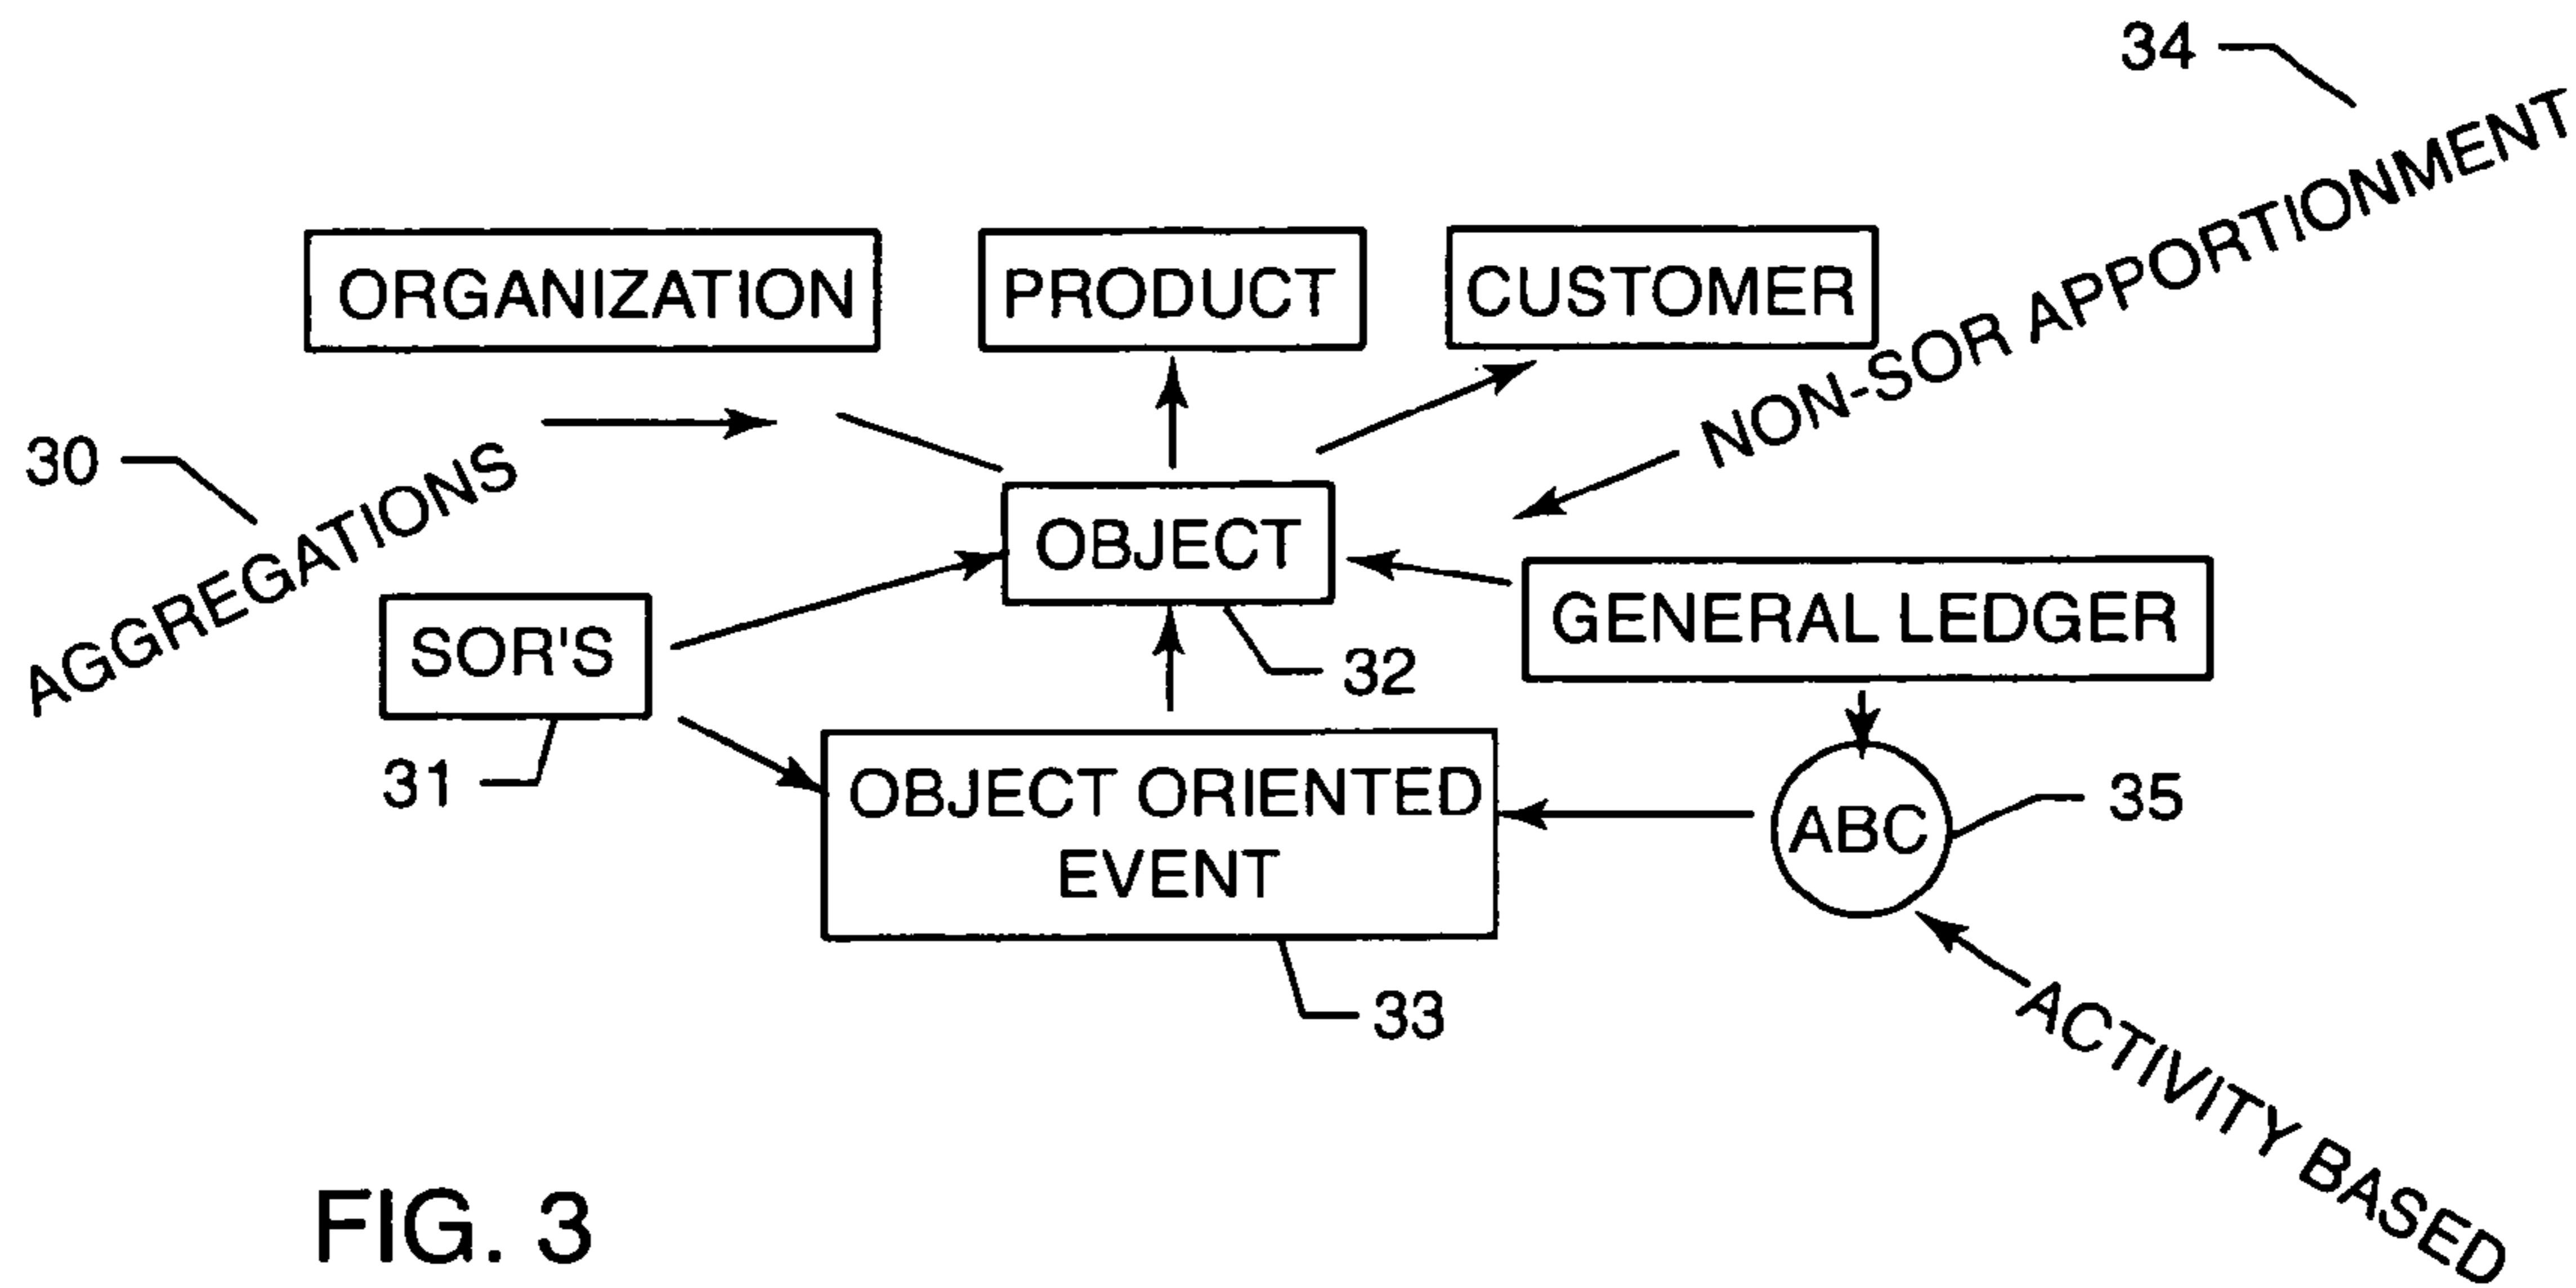 34
NON-SOR APPORTIONMENT
ORGANIZATION
PRODUCT
CUSTOMER
30
AGGREGATIONS
OBJECT
SOR'S
GENERAL LEDGER
32
31
OBJECT ORIENTED
EVENT
ABC
35
33
ACTIVITY BASED
FIG. 3